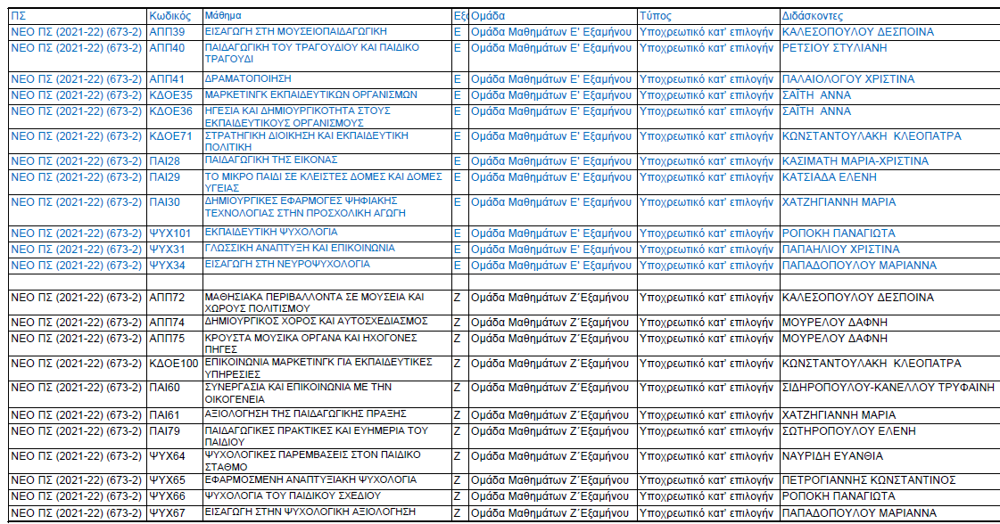 ΠΣ Κωδικός Μάθημα Εξά Ομάδα Τύπος Διδάσκοντες
ΝΕΟ ΠΣ (2021-22) (673-2) ΑΠΠ39 ΕΙΣΑΓΩΓΗ ΣΤΗ ΜΟΥΣΕΙΟΠΑΙΔΑΓΩΓΙΚΗ Ε Ομάδα Μαθημάτων Ε' Εξαμήνου Υποχρεωτικό κατ' επιλογήν ΚΑΛΕΣΟΠΟΥΛΟΥ ΔΕΣΠΟΙΝΑ
ΝΕΟ ΠΣ (2021-22) (673-2) ΑΠΠ40 ΠΑΙΔΑΓΩΓΙΚΗ ΤΟΥ ΤΡΑΓΟΥΔΙΟΥ ΚΑΙ ΠΑΙΔΙΚΟ Ε Ομάδα Μαθημάτων Ε' Εξαμήνου Υποχρεωτικό κατ' επιλογήν ΡΕΤΣΙΟΥ ΣΤΥΛΙΑΝΗ
ΤΡΑΓΟΥΔΙ
ΝΕΟ ΠΣ (2021-22) (673-2) ΑΠΠ41 ΔΡΑΜΑΤΟΠΟΙΗΣΗ Ε Ομάδα Μαθημάτων Ε' Εξαμήνου Υποχρεωτικό κατ' επιλογήν ΠΑΛΑΙΟΛΟΓΟΥ ΧΡΙΣΤΙΝΑ
ΝΕΟ ΠΣ (2021-22) (673-2) ΚΔΟΕ35 ΜΑΡΚΕΤΙΝΓΚ ΕΚΠΑΙΔΕΥΤΙΚΩΝ ΟΡΓΑΝΙΣΜΩΝ Ε Ομάδα Μαθημάτων Ε' Εξαμήνου Υποχρεωτικό κατ' επιλογήν ΣΑΪΤΗ ΑΝΝΑ
ΝΕΟ ΠΣ (2021-22) (673-2) ΚΔΟΕ36 ΗΓΕΣΙΑ ΚΑΙ ΔΗΜΙΟΥΡΓΙΚΟΤΗΤΑ ΣΤΟΥΣ Ε Ομάδα Μαθημάτων Ε' Εξαμήνου Υποχρεωτικό κατ' επιλογήν ΣΑΪΤΗ ΑΝΝΑ
ΕΚΠΑΙΔΕΥΤΙΚΟΥΣ ΟΡΓΑΝΙΣΜΟΥΣ
ΝΕΟ ΠΣ (2021-22) (673-2) ΚΔΟΕ71 ΣΤΡΑΤΗΓΙΚΗ ΔΙΟΙΚΗΣΗ ΚΑΙ ΕΚΠΑΙΔΕΥΤΙΚΗ Ε Ομάδα Μαθημάτων Ε' Εξαμήνου Υποχρεωτικό κατ' επιλογήν ΚΩΝΣΤΑΝΤΟΥΛΑΚΗ ΚΛΕΟΠΑΤΡΑ
ΠΟΛΙΤΙΚΗ
ΝΕΟ ΠΣ (2021-22) (673-2) ΠΑΙ28 ΠΑΙΔΑΓΩΓΙΚΗ ΤΗΣ ΕΙΚΟΝΑΣ Ε Ομάδα Μαθημάτων Ε' Εξαμήνου Υποχρεωτικό κατ' επιλογήν ΚΑΣΙΜΑΤΗ ΜΑΡΙΑ-ΧΡΙΣΤΙΝΑ
ΝΕΟ ΠΣ (2021-22) (673-2) ΠΑΙ29 ΤΟ ΜΙΚΡΟ ΠΑΙΔΙ ΣΕ ΚΛΕΙΣΤΕΣ ΔΟΜΕΣ ΚΑΙ ΔΟΜΕΣ Ε Ομάδα Μαθημάτων Ε' Εξαμήνου Υποχρεωτικό κατ' επιλογήν ΚΑΤΣΙΑΔΑ ΕΛΕΝΗ
ΥΓΕΙΑΣ
ΝΕΟ ΠΣ (2021-22) (673-2) ΠΑΙ30 ΔΗΜΙΟΥΡΓΙΚΕΣ ΕΦΑΡΜΟΓΕΣ ΨΗΦΙΑΚΗΣ Ε Ομάδα Μαθημάτων Ε' Εξαμήνου Υποχρεωτικό κατ' επιλογήν ΧΑΤΖΗΓΙΑΝΝΗ ΜΑΡΙΑ
ΤΕΧΝΟΛΟΓΙΑΣ ΣΤΗΝ ΠΡΟΣΧΟΛΙΚΗ ΑΓΩΓΗ
ΝΕΟ ΠΣ (2021-22) (673-2) ΨΥΧ101 ΕΚΠΑΙΔΕΥΤΙΚΗ ΨΥΧΟΛΟΓΙΑ Ε Ομάδα Μαθημάτων Ε' Εξαμήνου Υποχρεωτικό κατ' επιλογήν ΡΟΠΟΚΗ ΠΑΝΑΓΙΩΤΑ
ΝΕΟ ΠΣ (2021-22) (673-2) ΨΥΧ31 ΓΛΩΣΣΙΚΗ ΑΝΑΠΤΥΞΗ ΚΑΙ ΕΠΙΚΟΙΝΩΝΙΑ Ε Ομάδα Μαθημάτων Ε' Εξαμήνου Υποχρεωτικό κατ' επιλογήν ΠΑΠΑΗΛΙΟΥ ΧΡΙΣΤΙΝΑ
ΝΕΟ ΠΣ (2021-22) (673-2) ΨΥΧ34 ΕΙΣΑΓΩΓΗ ΣΤΗ ΝΕΥΡΟΨΥΧΟΛΟΓΙΑ Ε Ομάδα Μαθημάτων Ε' Εξαμήνου Υποχρεωτικό κατ' επιλογήν ΠΑΠΑΔΟΠΟΥΛΟΥ ΜΑΡΙΑΝΝΑ
ΝΕΟ ΠΣ (2021-22) (673-2) ΑΠΠ72 ΜΑΘΗΣΙΑΚΑ ΠΕΡΙΒΑΛΛΟΝΤΑ ΣΕ ΜΟΥΣΕΙΑ ΚΑΙ Ζ Ομάδα Μαθημάτων Ζ΄Εξαμήνου Υποχρεωτικό κατ' επιλογήν ΚΑΛΕΣΟΠΟΥΛΟΥ ΔΕΣΠΟΙΝΑ
ΧΩΡΟΥΣ ΠΟΛΙΤΙΣΜΟΥ
ΝΕΟ ΠΣ (2021-22) (673-2) ΑΠΠ74 ΔΗΜΙΟΥΡΓΙΚΟΣ ΧΟΡΟΣ ΚΑΙ ΑΥΤΟΣΧΕΔΙΑΣΜΟΣ Ζ Ομάδα Μαθημάτων Ζ΄Εξαμήνου Υποχρεωτικό κατ' επιλογήν ΜΟΥΡΕΛΟΥ ΔΑΦΝΗ
ΝΕΟ ΠΣ (2021-22) (673-2) ΑΠΠ75 ΚΡΟΥΣΤΑ ΜΟΥΣΙΚΑ ΟΡΓΑΝΑ ΚΑΙ ΗΧΟΓΟΝΕΣ Ζ Ομάδα Μαθημάτων Ζ΄Εξαμήνου Υποχρεωτικό κατ' επιλογήν ΜΟΥΡΕΛΟΥ ΔΑΦΝΗ
ΠΗΓΕΣ
ΝΕΟ ΠΣ (2021-22) (673-2) ΚΔΟΕ100 ΕΠΙΚΟΙΝΩΝΙΑ ΜΑΡΚΕΤΙΝΓΚ ΓΙΑ ΕΚΠΑΙΔΕΥΤΙΚΕΣ Ζ Ομάδα Μαθημάτων Ζ΄Εξαμήνου Υποχρεωτικό κατ' επιλογήν ΚΩΝΣΤΑΝΤΟΥΛΑΚΗ ΚΛΕΟΠΑΤΡΑ
ΥΠΗΡΕΣΙΕΣ
ΝΕΟ ΠΣ (2021-22) (673-2) ΠΑΙ60 ΣΥΝΕΡΓΑΣΙΑ ΚΑΙ ΕΠΙΚΟΙΝΩΝΙΑ ΜΕ ΤΗΝ Ζ Ομάδα Μαθημάτων Ζ΄Εξαμήνου Υποχρεωτικό κατ' επιλογήν ΣΙΔΗΡΟΠΟΥΛΟΥ-ΚΑΝΕΛΛΟΥ ΤΡΥΦΑΙΝΗ
ΟΙΚΟΓΕΝΕΙΑ
ΝΕΟ ΠΣ (2021-22) (673-2) ΠΑΙ61 ΑΞΙΟΛΟΓΗΣΗ ΤΗΣ ΠΑΙΔΑΓΩΓΙΚΗΣ ΠΡΑΞΗΣ Ζ Ομάδα Μαθημάτων Ζ΄Εξαμήνου Υποχρεωτικό κατ' επιλογήν ΧΑΤΖΗΓΙΑΝΝΗ ΜΑΡΙΑ
ΝΕΟ ΠΣ (2021-22) (673-2) ΠΑΙ79 ΠΑΙΔΑΓΩΓΙΚΕΣ ΠΡΑΚΤΙΚΕΣ ΚΑΙ ΕΥΗΜΕΡΙΑ ΤΟΥ Ζ Ομάδα Μαθημάτων Ζ΄Εξαμήνου Υποχρεωτικό κατ' επιλογήν ΣΩΤΗΡΟΠΟΥΛΟΥ ΕΛΕΝΗ
ΠΑΙΔΙΟΥ
ΝΕΟ ΠΣ (2021-22) (673-2) ΨΥΧ64 ΨΥΧΟΛΟΓΙΚΕΣ ΠΑΡΕΜΒΑΣΕΙΣ ΣΤΟΝ ΠΑΙΔΙΚΟ Ζ Ομάδα Μαθημάτων Ζ΄Εξαμήνου Υποχρεωτικό κατ' επιλογήν ΝΑΥΡΙΔΗ ΕΥΑΝΘΙΑ
ΣΤΑΘΜΟ
ΝΕΟ ΠΣ (2021-22) (673-2) ΨΥΧ65 ΕΦΑΡΜΟΣΜΕΝΗ ΑΝΑΠΤΥΞΙΑΚΗ ΨΥΧΟΛΟΓΙΑ Ζ Ομάδα Μαθημάτων Ζ΄Εξαμήνου Υποχρεωτικό κατ' επιλογήν ΠΕΤΡΟΓΙΑΝΝΗΣ ΚΩΝΣΤΑΝΤΙΝΟΣ
ΝΕΟ ΠΣ (2021-22) (673-2) ΨΥΧ66 ΨΥΧΟΛΟΓΙΑ ΤΟΥ ΠΑΙΔΙΚΟΥ ΣΧΕΔΙΟΥ Ζ Ομάδα Μαθημάτων Ζ΄Εξαμήνου Υποχρεωτικό κατ' επιλογήν ΡΟΠΟΚΗ ΠΑΝΑΓΙΩΤΑ
ΝΕΟ ΠΣ (2021-22) (673-2) ΨΥΧ67 ΕΙΣΑΓΩΓΗ ΣΤΗΝ ΨΥΧΟΛΟΓΙΚΗ ΑΞΙΟΛΟΓΗΣΗ Ζ Ομάδα Μαθημάτων Ζ΄Εξαμήνου Υποχρεωτικό κατ' επιλογήν ΠΑΠΑΔΟΠΟΥΛΟΥ ΜΑΡΙΑΝΝΑ